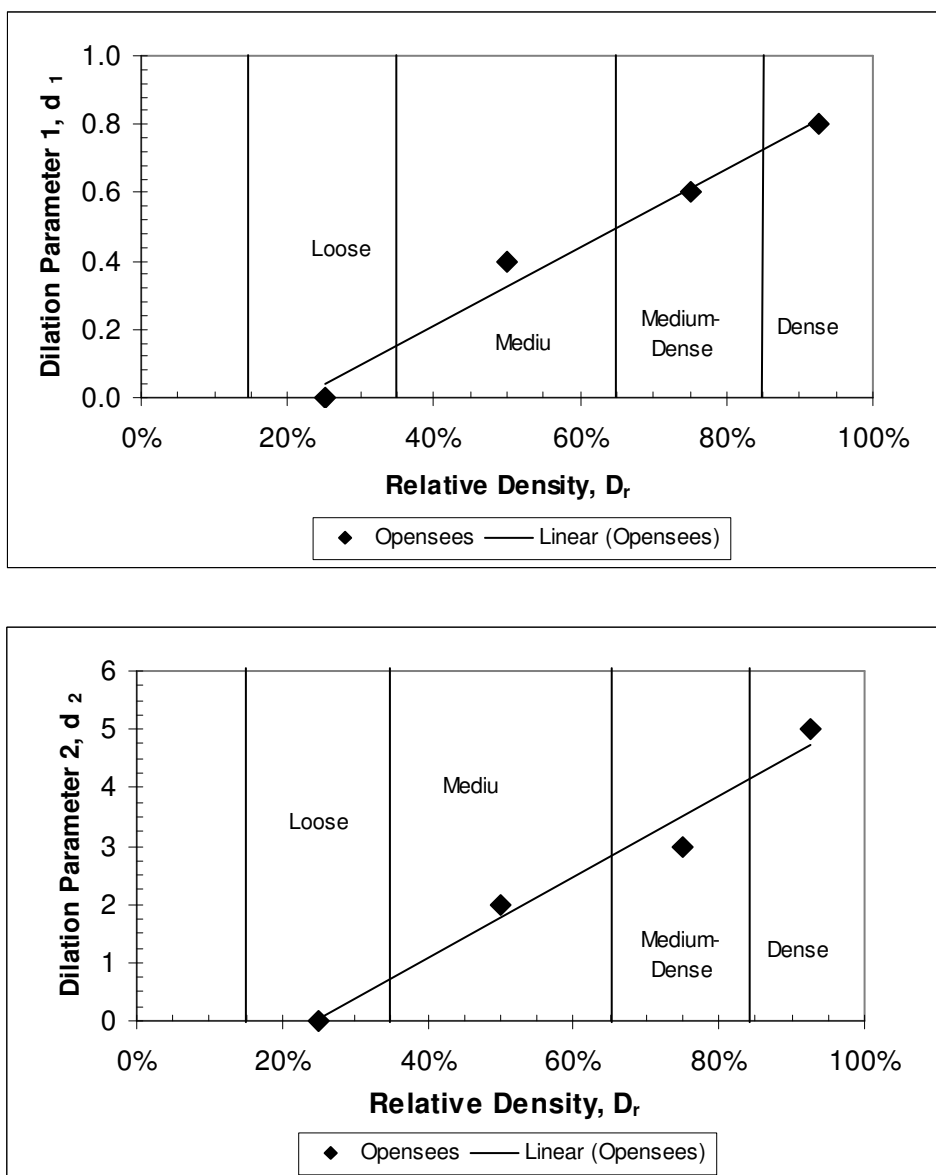 Dilation Parameter 1, d 1
1.0
0.8
0.6
0.4
0.2
0.0
Loose
Mediu
Medium-
Dense
Dense
0% 20% 40% 60% 80% 100%
Relative Density, Dr
Opensees Linear (Opensees)
Dilation Parameter 2, d 2
6
5
4
3
2
1
0
Mediu
Loose
Medium-
Dense
Dense
0% 20% 40% 60% 80% 100%
Relative Density, Dr
Opensees Linear (Opensees)